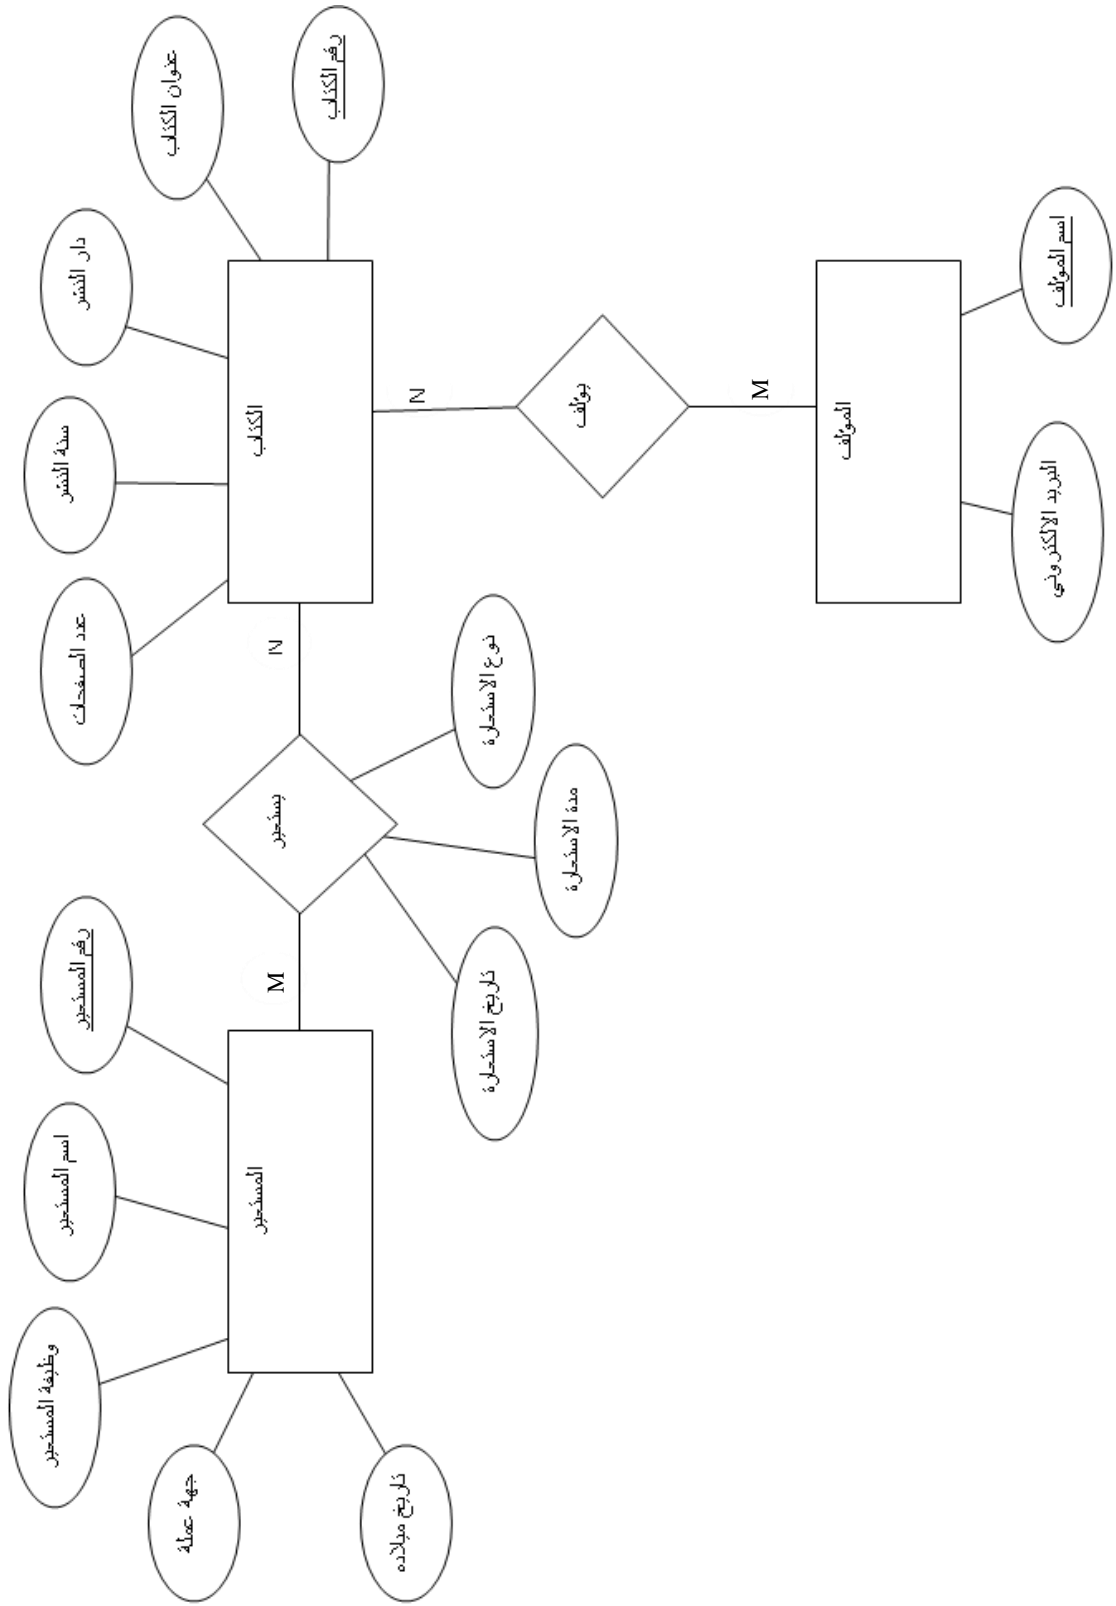 رقم الكتاب
عنوان الكتاب
دار النشر
سنة النشر
عدد الصفحات
الكتاب
N
يؤلف
M
المؤلف
اسم المؤلف
البريد الالكتروني
N
يستعير
نوع الاستعارة
مدة الاستعارة
تاريخ الاستعارة
M
المستعير
رقم المستعير
اسم المستعير
وظيفة المستعير
جهة عملة
تاريخ ميلاده